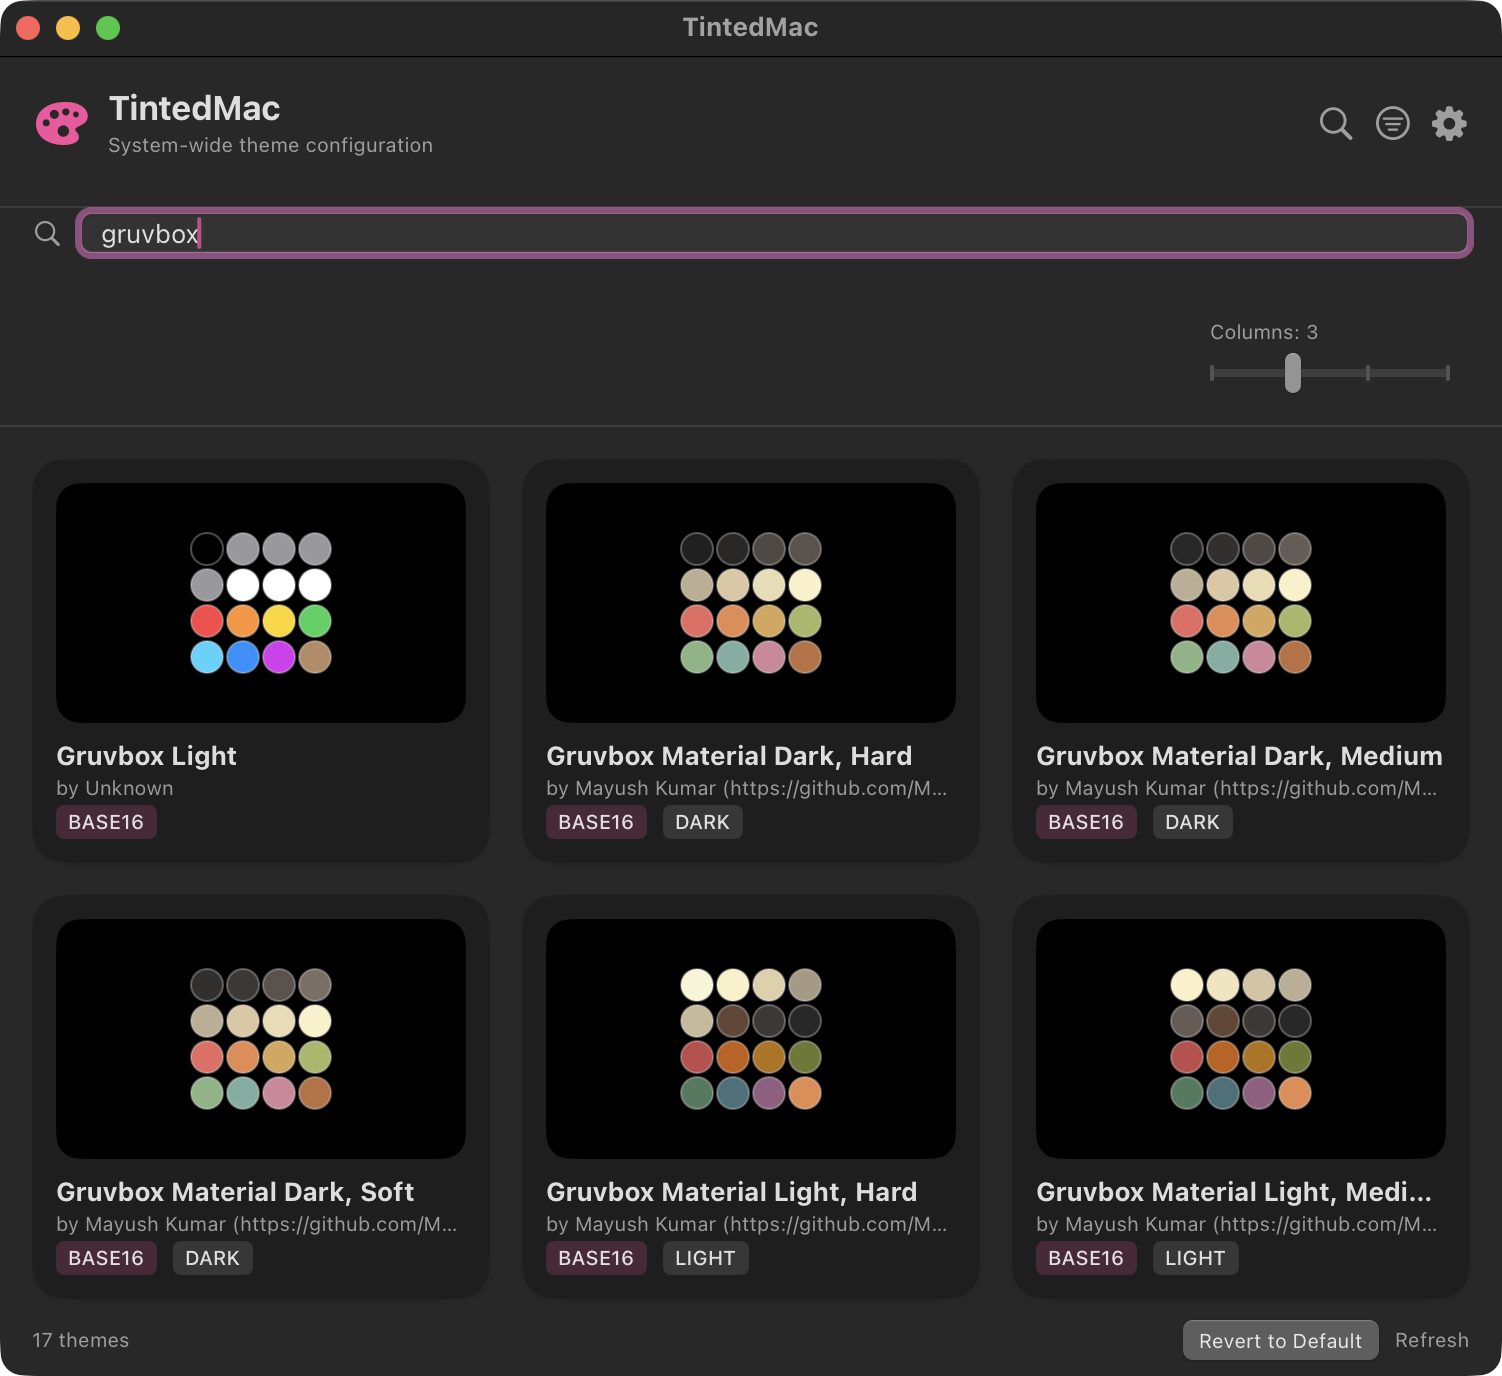 TintedMac
TintedMac
System-wide theme configuration
gruvbox
Columns: 3
Gruvbox Light
by Unknown
BASE16
Gruvbox Material Dark, Hard
by Mayush Kumar (https://github.com/M...
BASE16 DARK
Gruvbox Material Dark, Medium
by Mayush Kumar (https://github.com/M...
BASE16 DARK
Gruvbox Material Dark, Soft
by Mayush Kumar (https://github.com/M...
BASE16 DARK
Gruvbox Material Light, Hard
by Mayush Kumar (https://github.com/M...
BASE16 LIGHT
Gruvbox Material Light, Medi...
by Mayush Kumar (https://github.com/M...
BASE16 LIGHT
17 themes
Revert to Default
Refresh